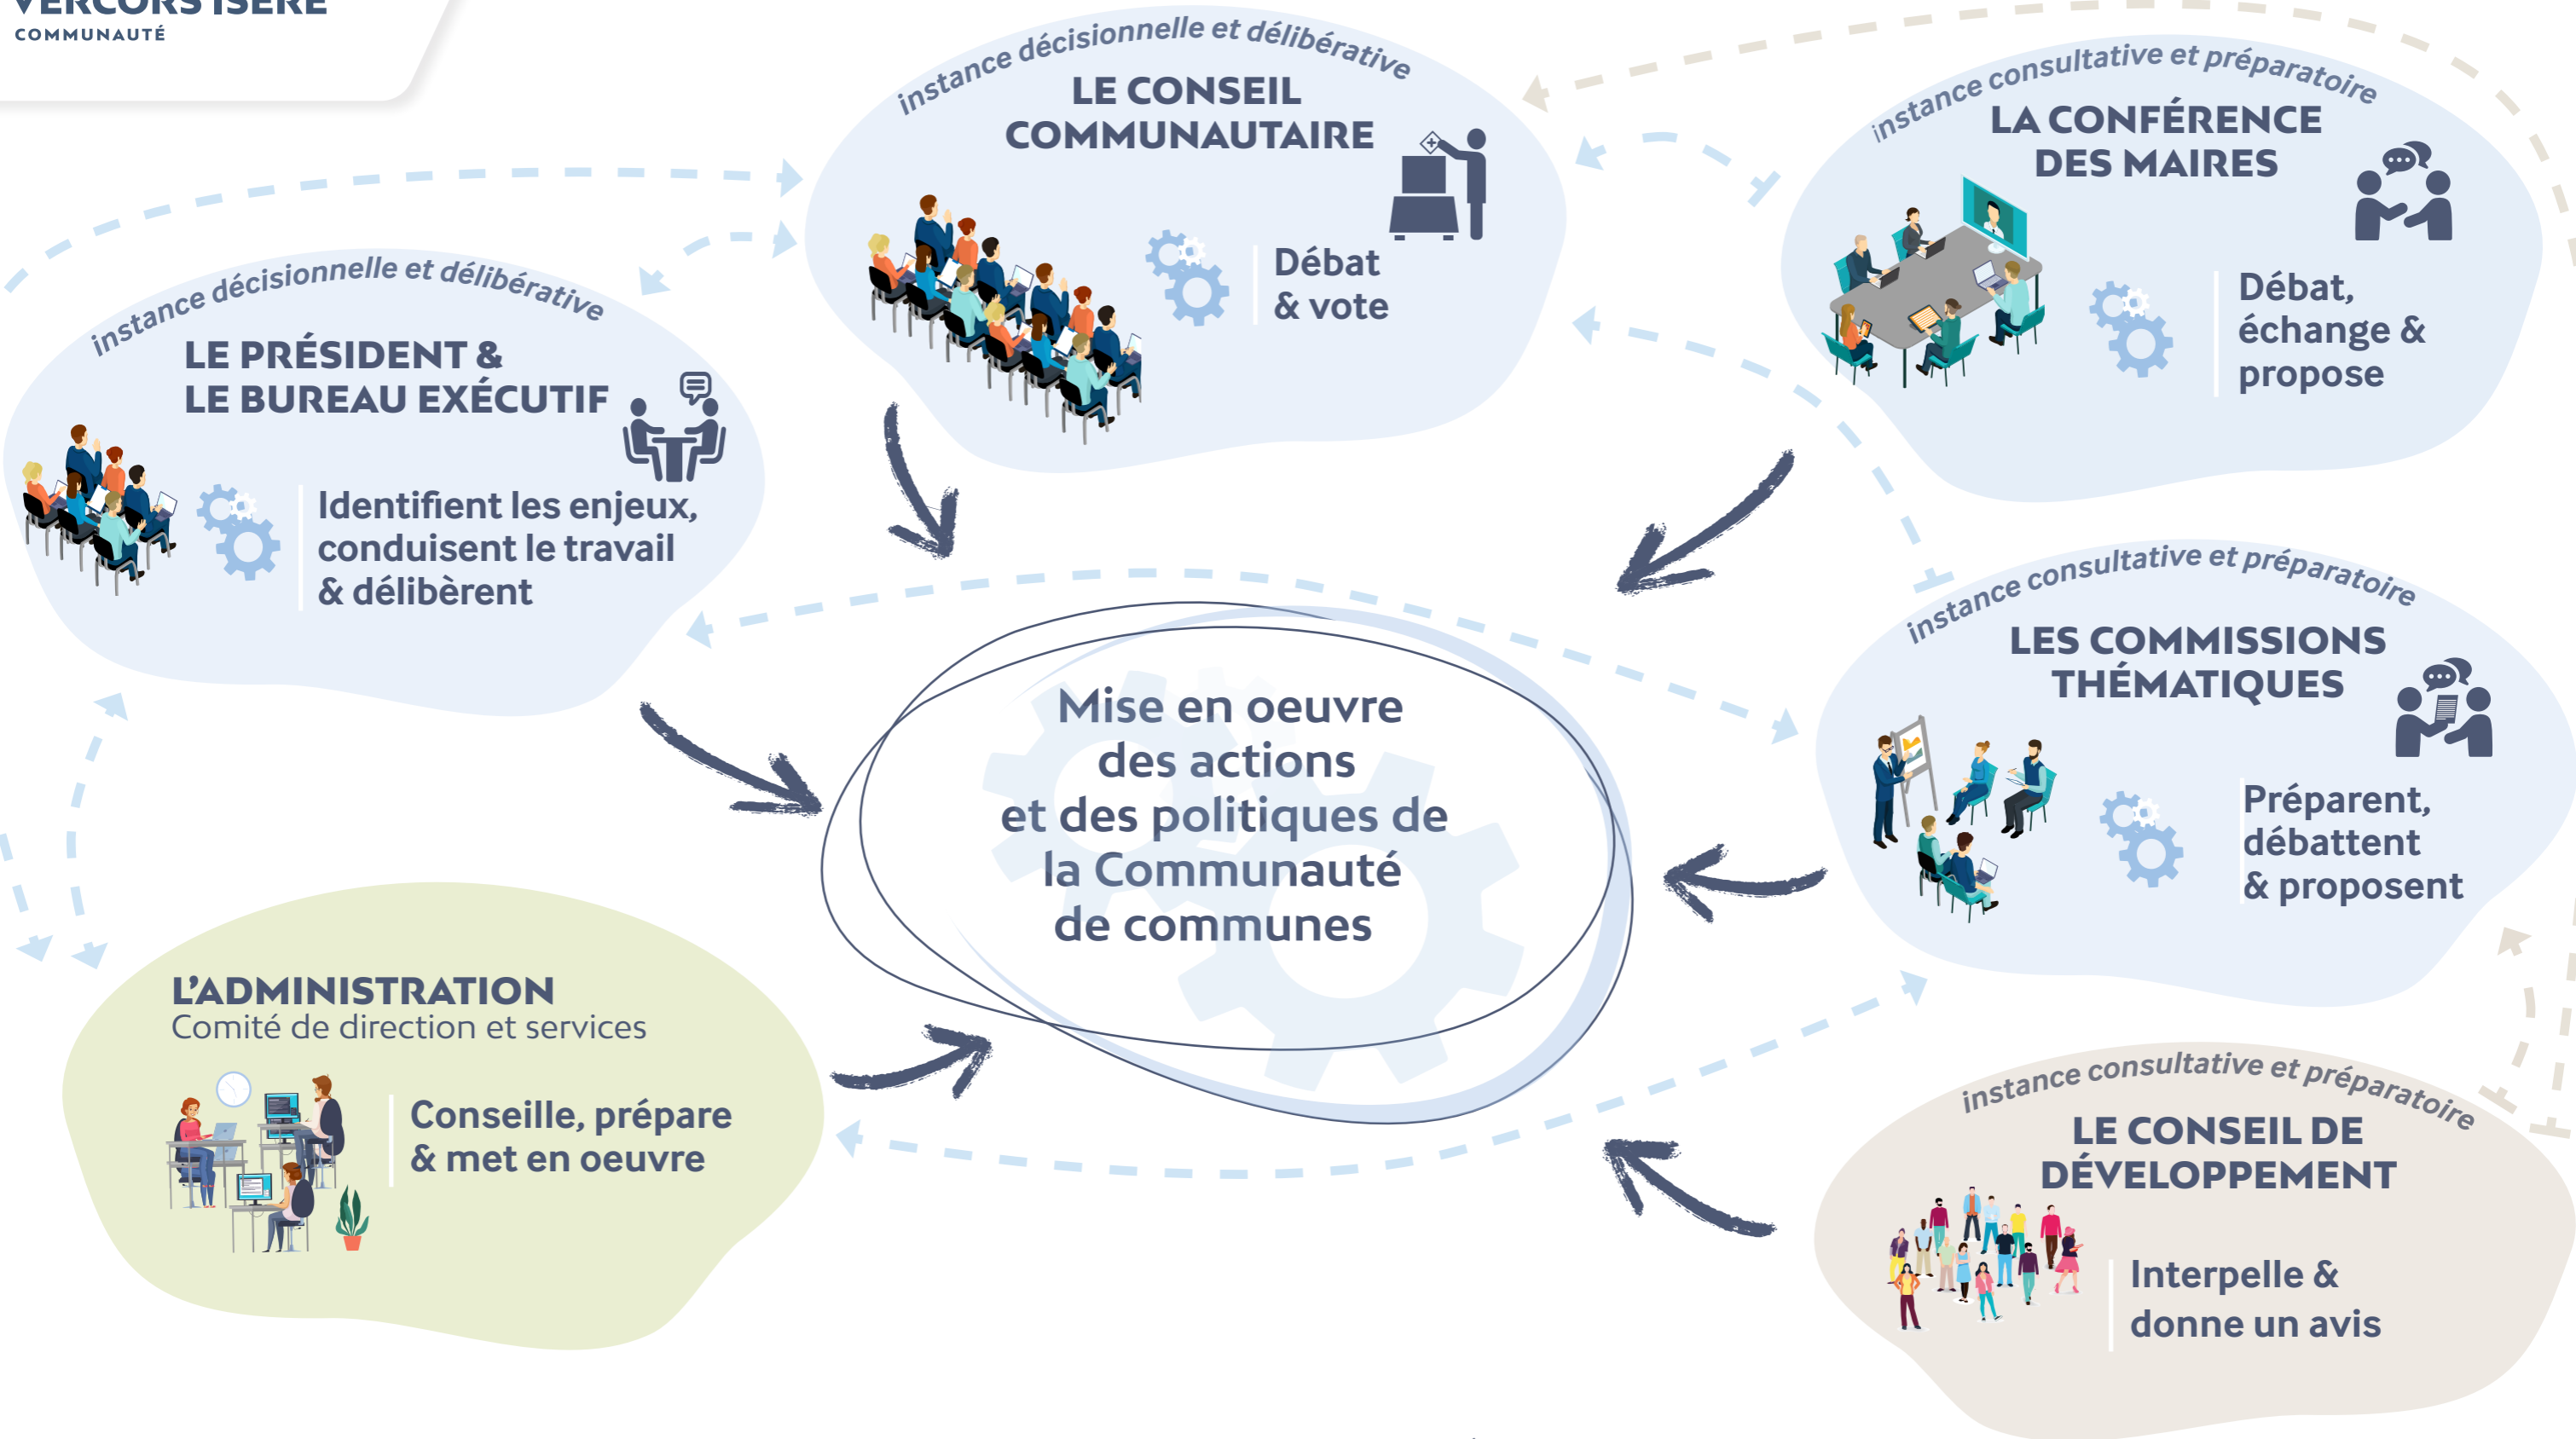 VERCORS ISÈRE
COMMUNAUTÉ
instance décisionnelle et délibérative
LE CONSEIL
COMMUNAUTAIRE
Débat
& vote
instance consultative et préparatoire
LA CONFÉRENCE
DES MAIRES
Débat,
échange &
propose
instance décisionnelle et délibérative
LE PRÉSIDENT &
LE BUREAU EXÉCUTIF
Identifient les enjeux,
conduisent le travail
& délibèrent
instance consultative et préparatoire
LES COMMISSIONS
THÉMATIQUES
Préparent,
débattent
& proposent
Mise en oeuvre
des actions
et des politiques de
la Communauté
de communes
L'ADMINISTRATION
Comité de direction et services
Conseille, prépare
& met en oeuvre
instance consultative et préparatoire
LE CONSEIL DE
DÉVELOPPEMENT
Interpelle &
donne un avis